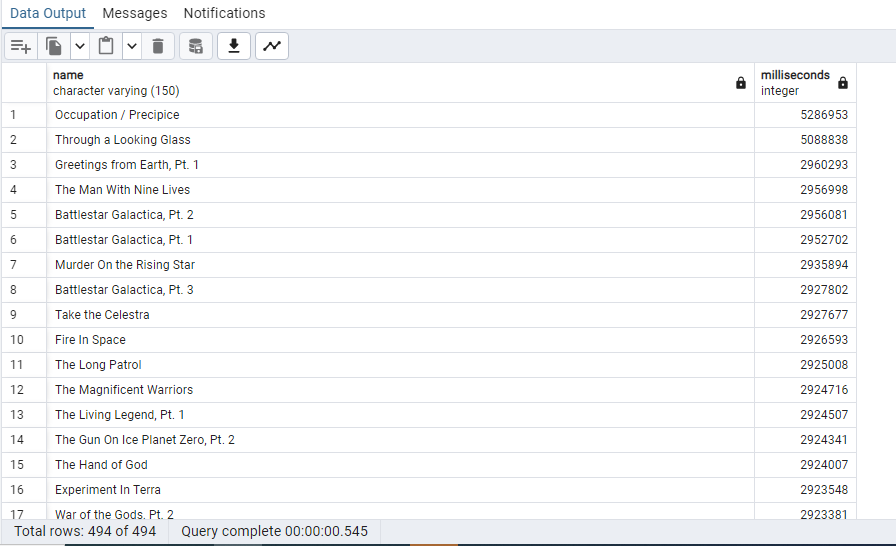 Data Output Messages Notifications
name milliseconds
character varying (150) integer
1 Occupation / Precipice 5286953
2 Through a Looking Glass 5088838
3 Greetings from Earth, Pt. 1 2960293
4 The Man With Nine Lives 2956998
5 Battlestar Galactica, Pt. 2 2956081
6 Battlestar Galactica, Pt. 1 2952702
7 Murder On the Rising Star 2935894
8 Battlestar Galactica, Pt. 3 2927802
9 Take the Celestra 2927677
10 Fire In Space 2926593
11 The Long Patrol 2925008
12 The Magnificent Warriors 2924716
13 The Living Legend, Pt. 1 2924507
14 The Gun On Ice Planet Zero, Pt. 2 2924341
15 The Hand of God 2924007
16 Experiment In Terra 2923548
17 War of the Gods, Pt. 2 2923381
Total rows: 494 of 494 Query complete 00:00:00.545